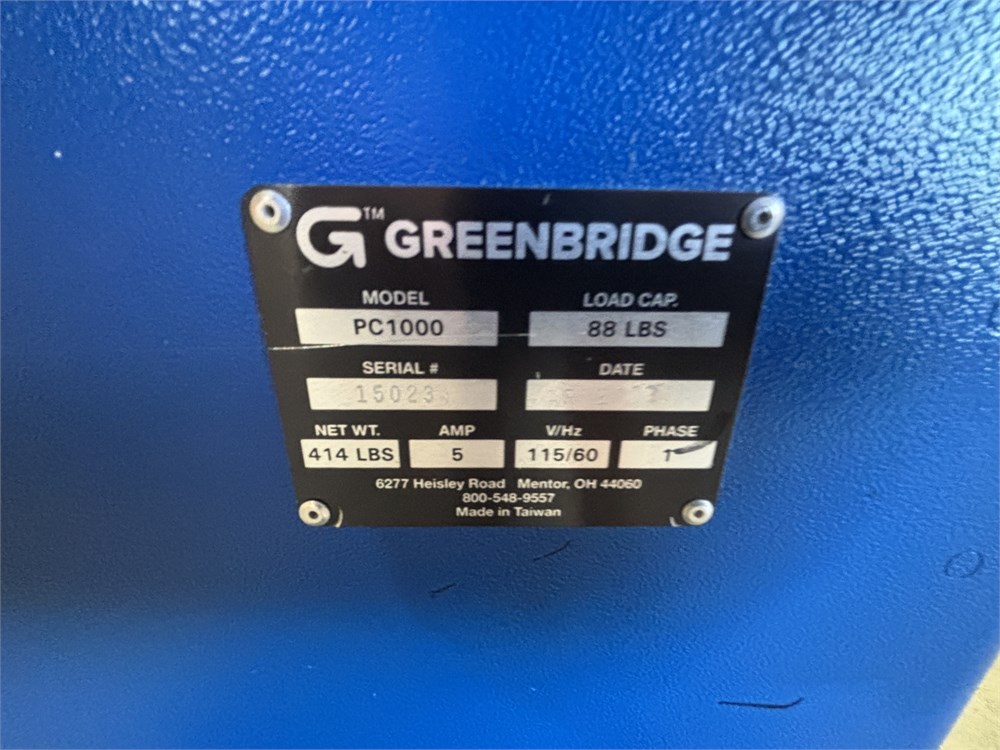 G™ GREENBRIDGE
MODEL LOAD CAP.
PC1000 88 LBS
SERIAL # DATE
NET WT. AMP V/Hz PHASE
414 LBS 5 115/60 1
6277 Heisley Road Mentor, OH 44060
800-548-9557
Made in Taiwan